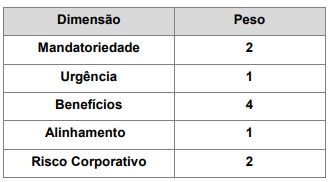 Dimensão Peso
Mandatoriedade 2
Urgência 1
Benefícios 4
Alinhamento 1
Risco Corporativo 2